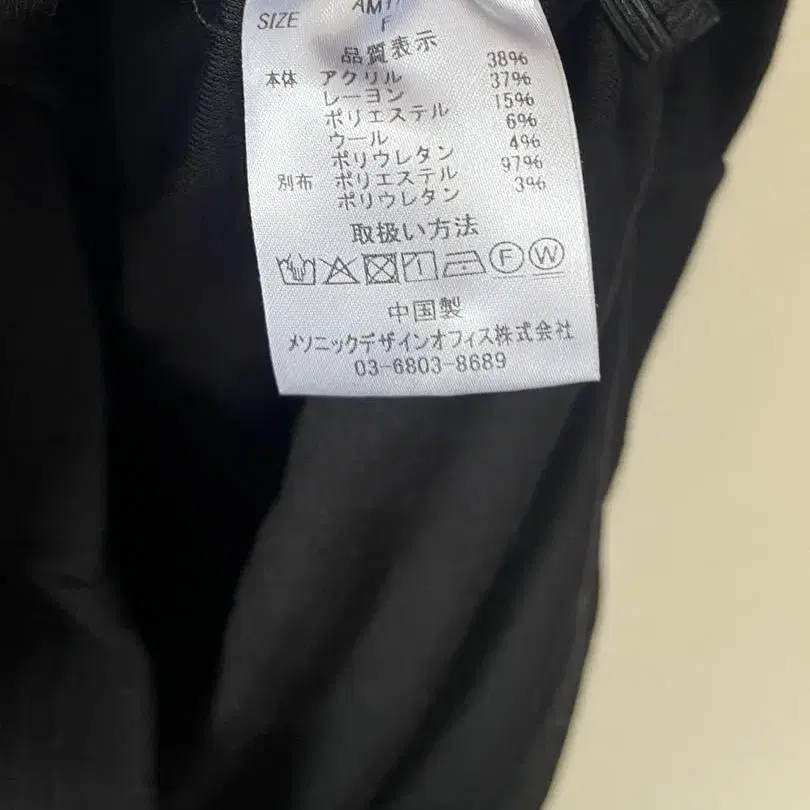 SIZE F
品質表示
本体 アクリル 38%
レーヨン 37%
ポリエステル 15%
ウール 6%
ポリウレタン 4%
別布 ポリエステル 97%
ポリウレタン 3%
取扱い方法
F W
中国製
メソニックデザインオフィス株式会社
03-6803-8689